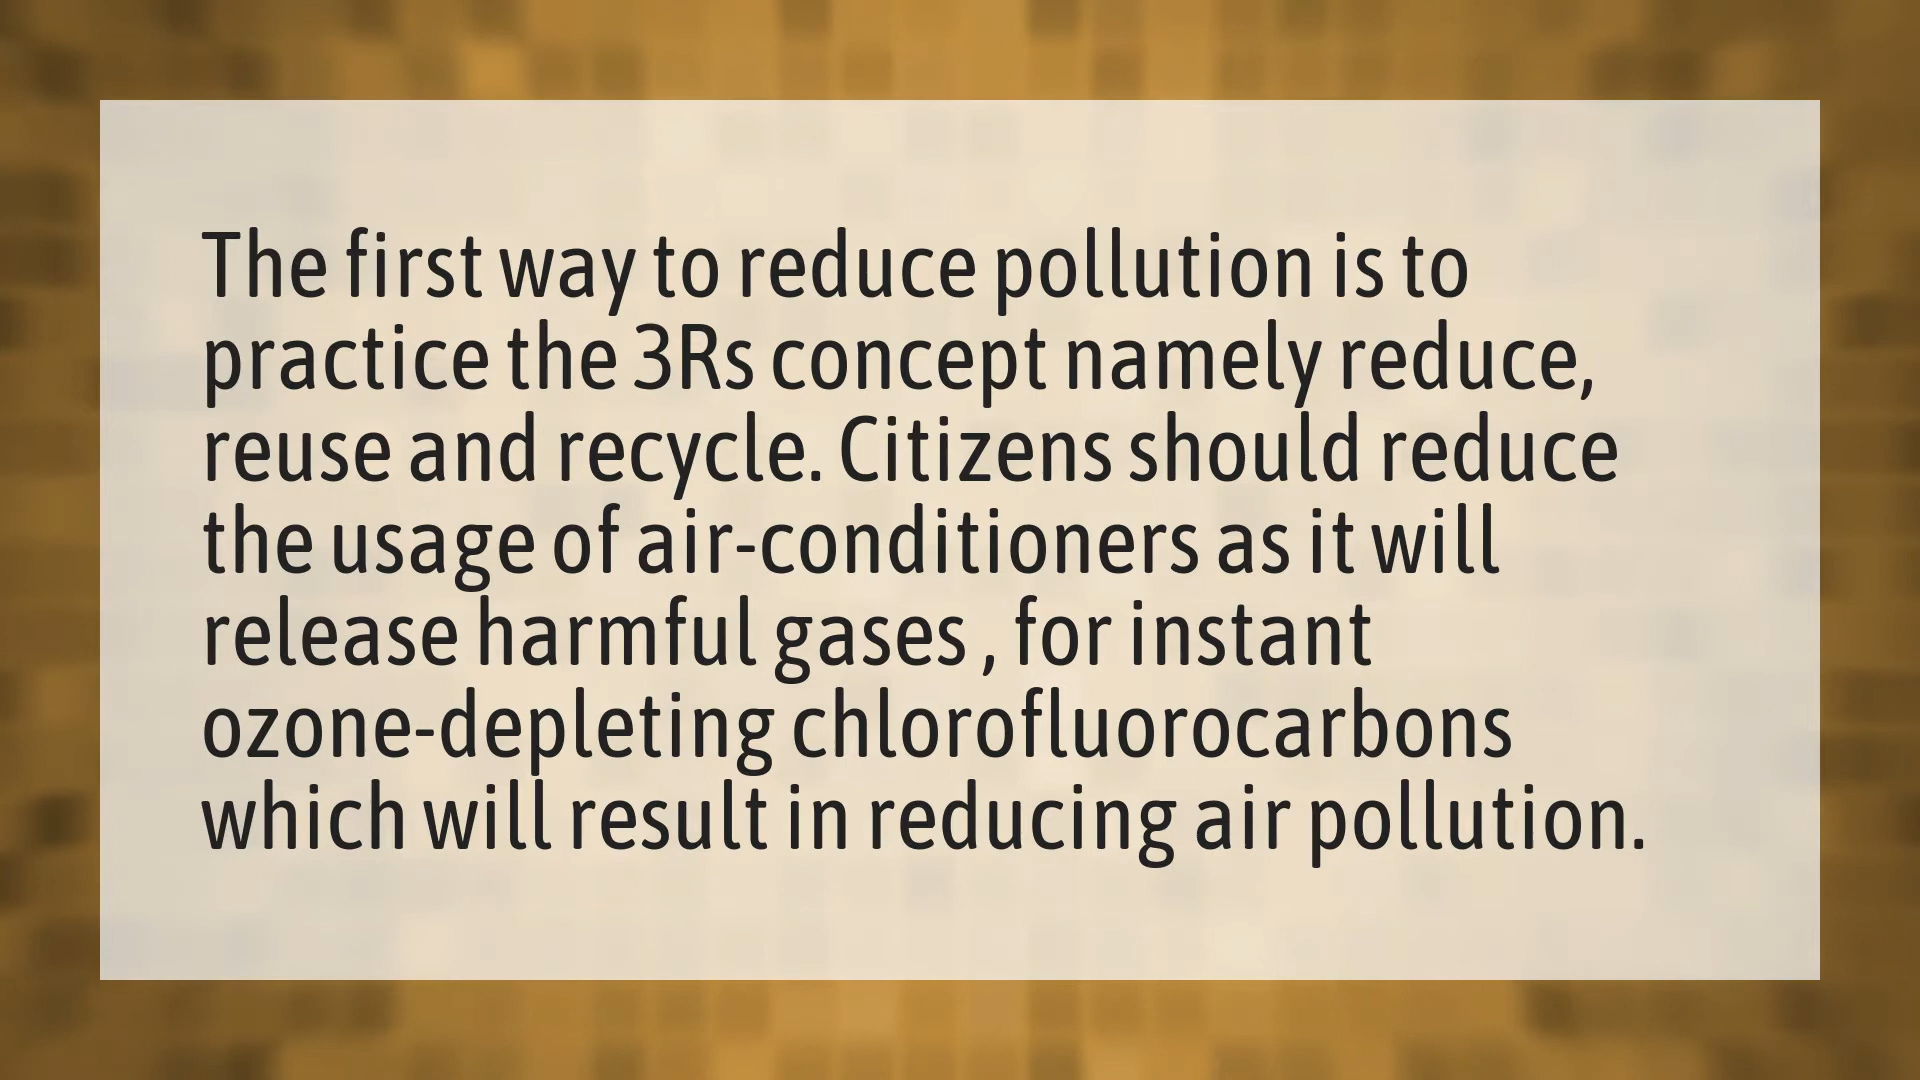 The first way to reduce pollution is to
practice the 3Rs concept namely reduce,
reuse and recycle. Citizens should reduce
the usage of air-conditioners as it will
release harmful gases , for instant
ozone-depleting chlorofluorocarbons
which will result in reducing air pollution.